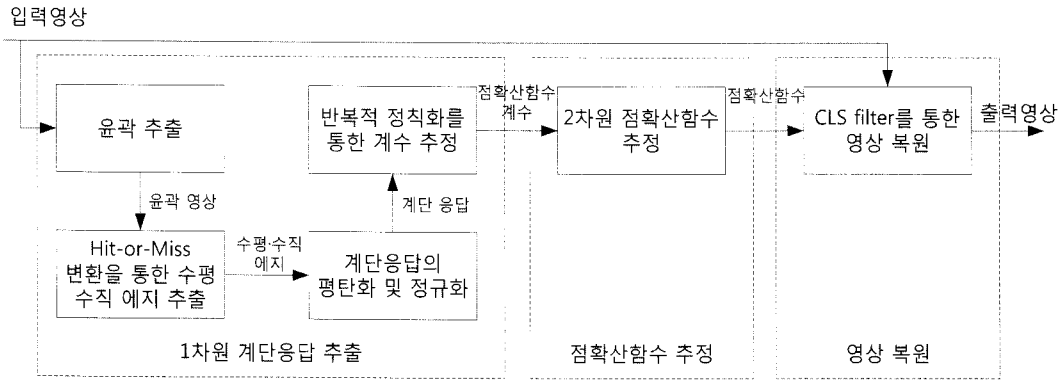 입력영상
윤곽 추출
반복적 정칙화를
통한 계수 추정
점확산함수
계수
2차원 점확산함수
추정
점확산함수
CLS filter를 통한
영상 복원
출력영상
윤곽 영상
계단 응답
Hit-or-Miss
변환을 통한 수평
수직 에지 추출
수평·수직
에지
계단응답의
평탄화 및 정규화
1차원 계단응답 추출
점확산함수 추정
영상 복원